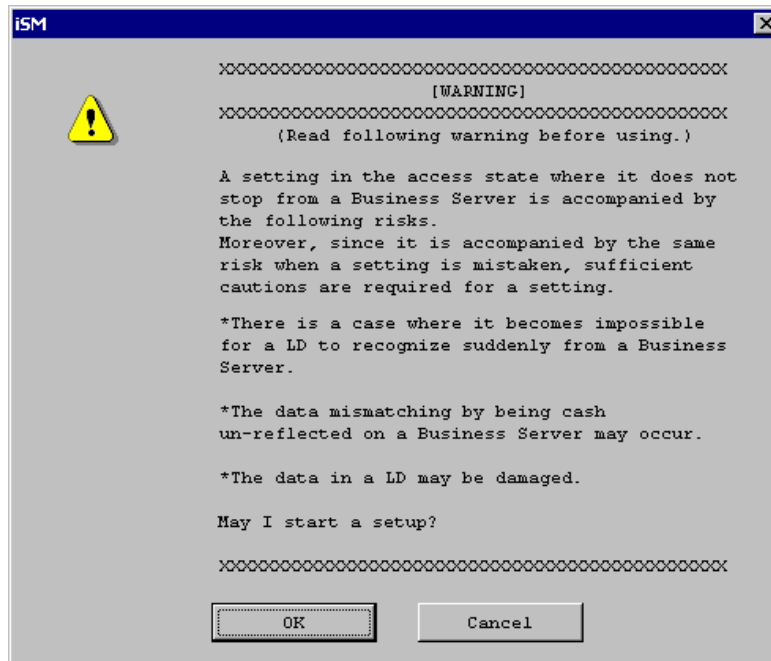 iSM
XXXXXXXXXXXXXXXXXXXXXXXXXXXXXXXXXXXXXXXXXXXXXXXXX
[WARNING]
XXXXXXXXXXXXXXXXXXXXXXXXXXXXXXXXXXXXXXXXXXXXXXXXX
(Read following warning before using.)
A setting in the access state where it does not
stop from a Business Server is accompanied by
the following risks.
Moreover, since it is accompanied by the same
risk when a setting is mistaken, sufficient
cautions are required for a setting.
*There is a case where it becomes impossible
for a LD to recognize suddenly from a Business
Server.
*The data mismatching by being cash
un-reflected on a Business Server may occur.
*The data in a LD may be damaged.
May I start a setup?
XXXXXXXXXXXXXXXXXXXXXXXXXXXXXXXXXXXXXXXXXXXXXXXXX
OK
Cancel